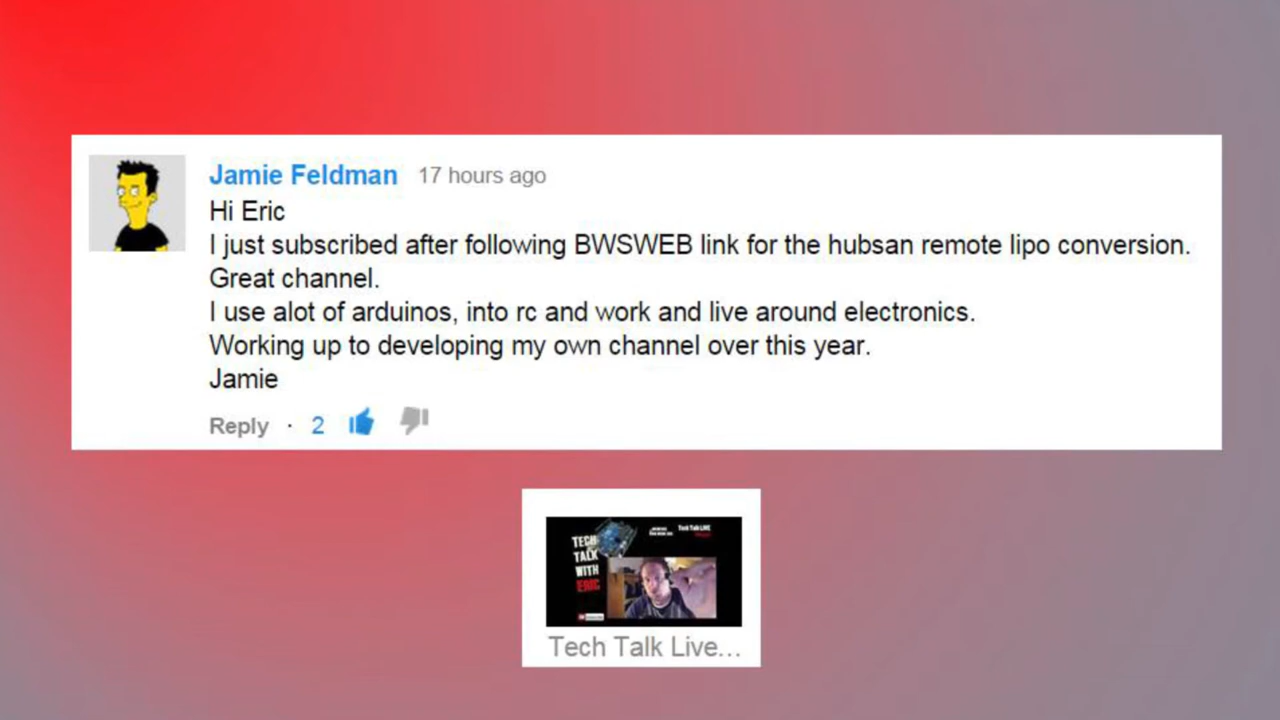 Jamie Feldman 17 hours ago
Hi Eric
I just subscribed after following BWSWEB link for the hubsan remote lipo conversion.
Great channel.
I use alot of arduinos, into rc and work and live around electronics.
Working up to developing my own channel over this year.
Jamie
Reply · 2
TECH
TALK
WITH
ERIC
Tech Talk LIVE
Tech Talk Live...